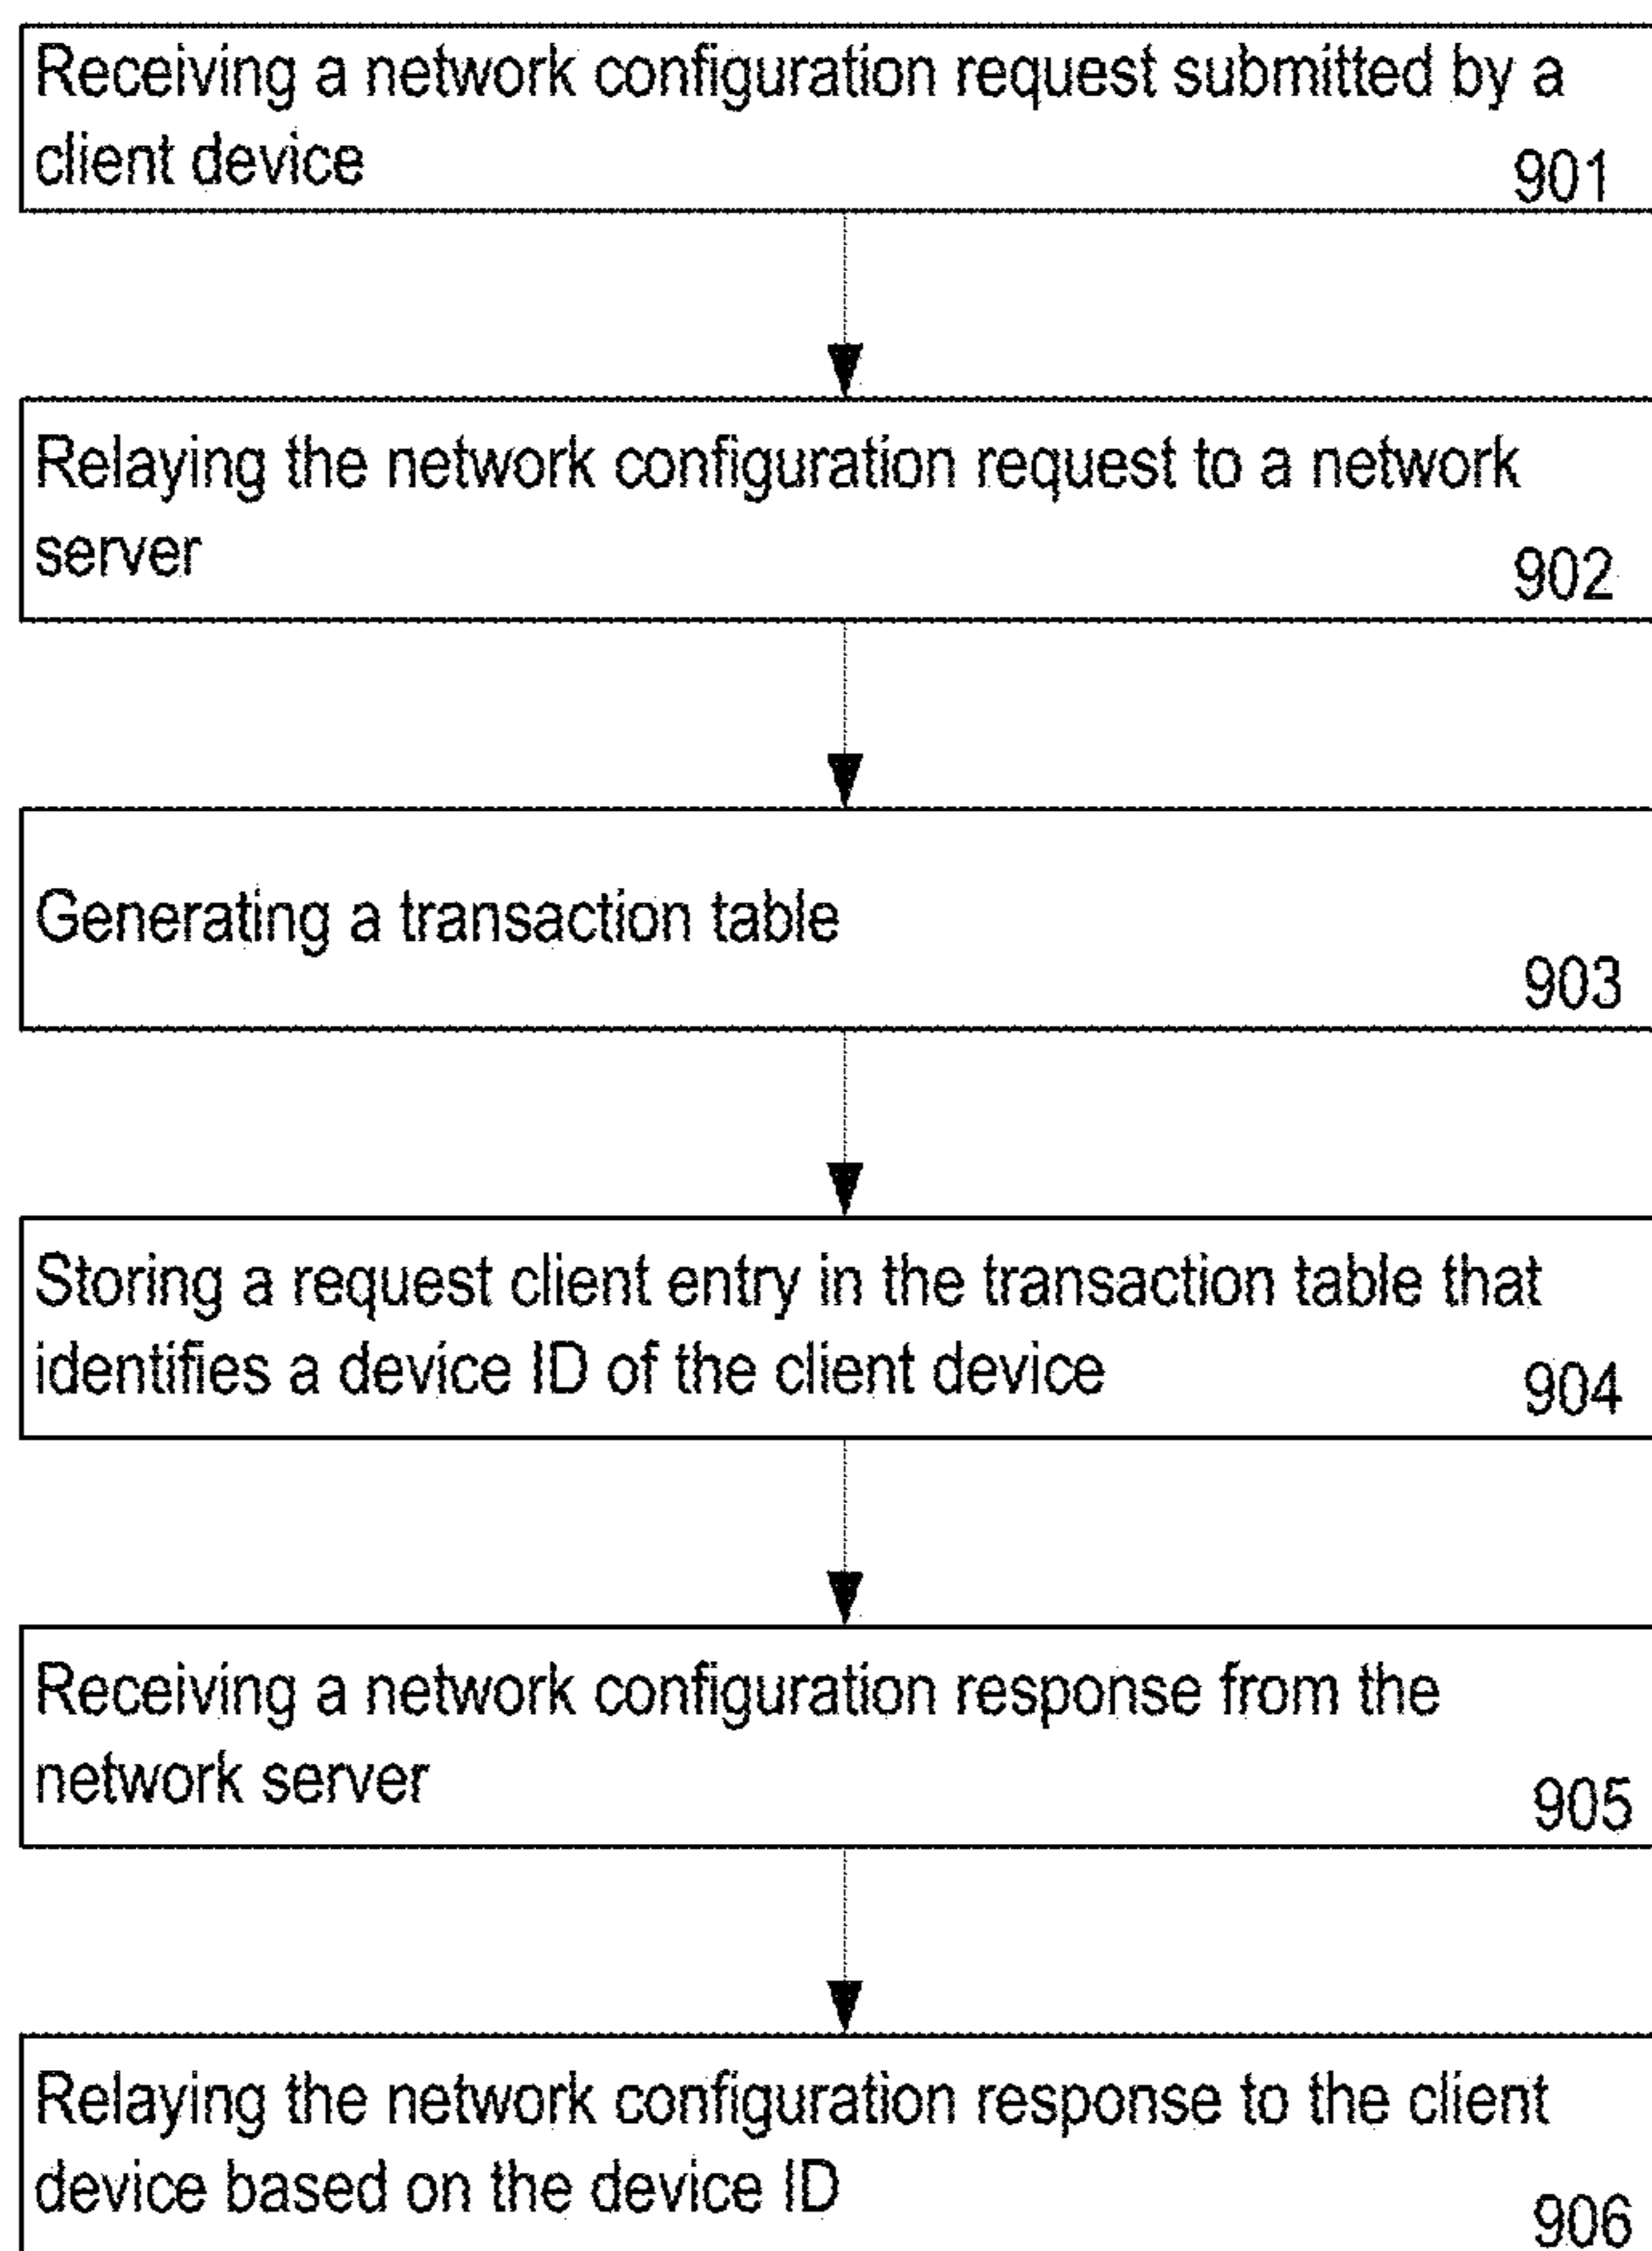 Receiving a network configuration request submitted by a
client device
901
Relaying the network configuration request to a network
server
902
Generating a transaction table
903
Storing a request client entry in the transaction table that
identifies a device ID of the client device
904
Receiving a network configuration response from the
network server
905
Relaying the network configuration response to the client
device based on the device ID
906